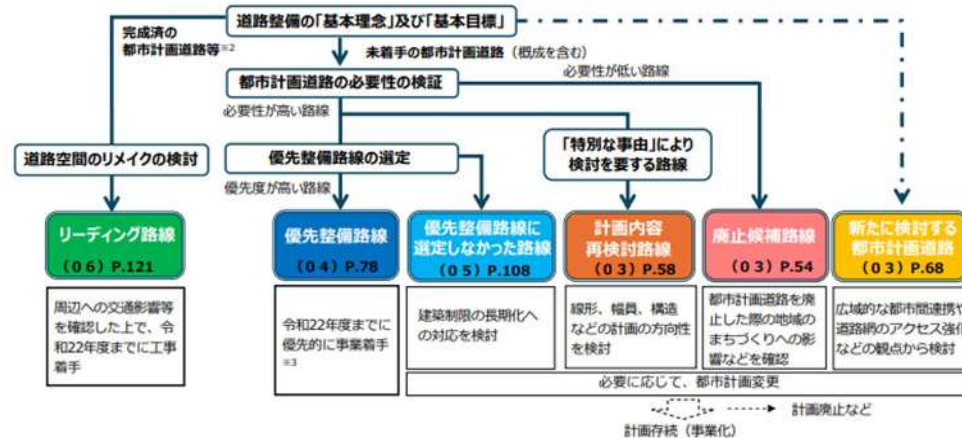 道路整備の「基本理念」及び「基本目標」
完成済の
都市計画道路等※2
未着手の都市計画道路（概成を含む）
都市計画道路の必要性の検証
必要性が低い路線
必要性が高い路線
「特別な事由」により
検討を要する路線
道路空間のリメイクの検討
優先整備路線の選定
優先度が高い路線
リーディング路線
（０６）P.121
優先整備路線
（０４）P.78
優先整備路線に
選定しなかった路線
（０５）P.108
計画内容
再検討路線
（０３）P.58
廃止候補路線
（０３）P.54
新たに検討する
都市計画道路
（０３）P.68
周辺への交通影響等
を確認した上で、令
和22年度までに工事
着手
令和22年度までに
優先的に事業着手
※3
建築制限の長期化へ
の対応を検討
線形、幅員、構造
などの計画の方向性
を検討
都市計画道路を廃
止した際の地域の
まちづくりへの影
響などを確認
広域的な都市間連携や
道路網のアクセス強化
などの観点から検討
必要に応じて、都市計画変更
計画廃止など
計画存続（事業化）